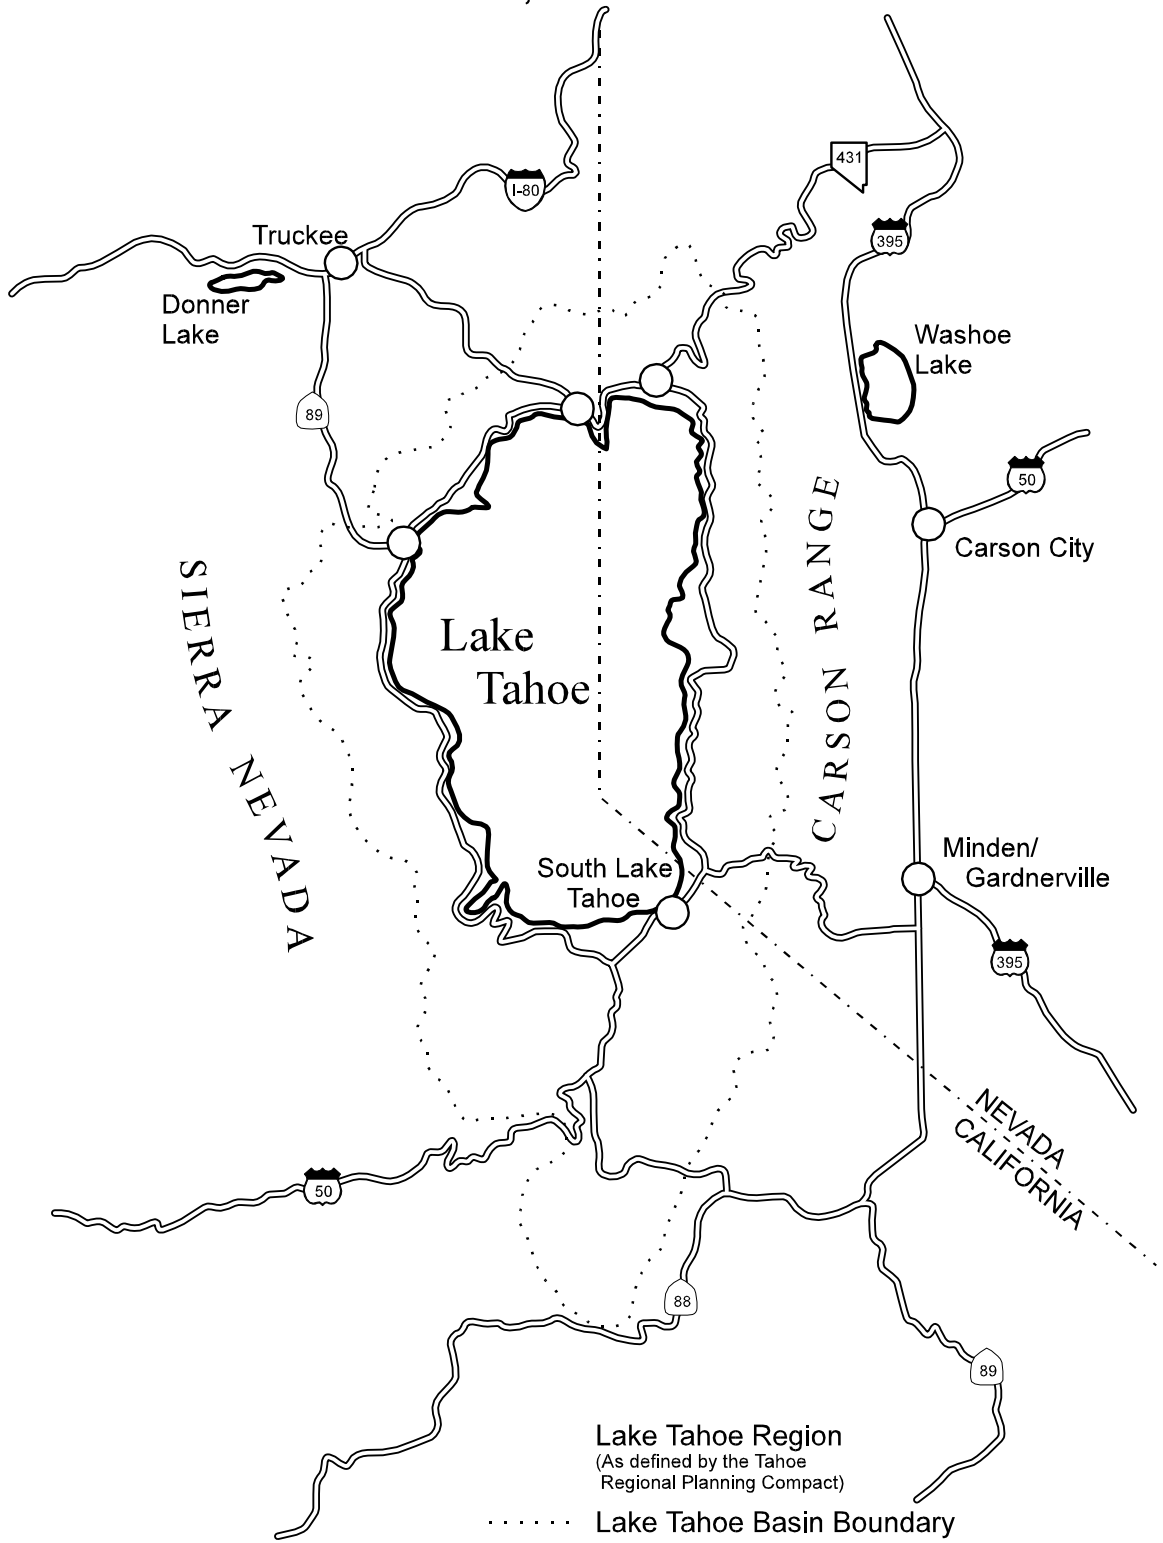 431
I-80
395
Truckee
Donner
Lake
Washoe
Lake
89
50
Carson City
SIERRA NEVADA
CARSON RANGE
Lake
Tahoe
South Lake
Tahoe
Minden/
Gardnerville
395
NEVADA
CALIFORNIA
50
88
89
Lake Tahoe Region
(As defined by the Tahoe
Regional Planning Compact)
Lake Tahoe Basin Boundary